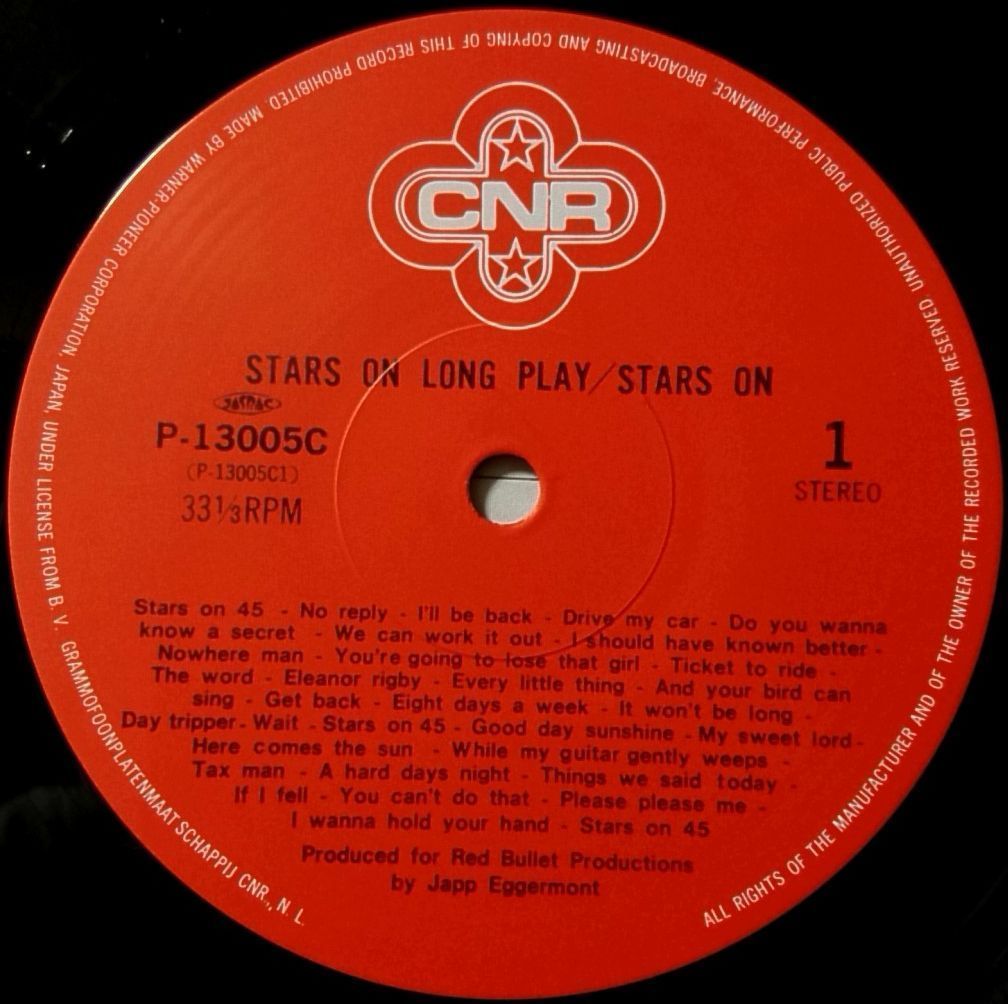 CNR
STARS ON LONG PLAY/STARS ON
JASRAC
P-13005C
(P-13005C1)
33 1/3 RPM
1
STEREO
Stars on 45 - No reply - I'll be back - Drive my car - Do you wanna
know a secret - We can work it out - I should have known better -
Nowhere man - You're going to lose that girl - Ticket to ride -
The word - Eleanor rigby - Every little thing - And your bird can
sing - Get back - Eight days a week - It won't be long -
Day tripper - Wait - Stars on 45 - Good day sunshine - My sweet lord -
Here comes the sun - While my guitar gently weeps -
Tax man - A hard days night - Things we said today -
If I fell - You can't do that - Please please me -
I wanna hold your hand - Stars on 45
Produced for Red Bullet Productions
by Japp Eggermont
ALL RIGHTS OF THE MANUFACTURER AND OF THE OWNER OF THE RECORDED WORK RESERVED. UNAUTHORIZED PUBLIC PERFORMANCE, BROADCASTING AND COPYING OF THIS RECORD PROHIBITED. MADE BY WARNER-PIONEER CORPORATION, JAPAN, UNDER LICENSE FROM B. V. GRAMMOFOONPLATENMAATSCHAPPIJ CNR., N. L.